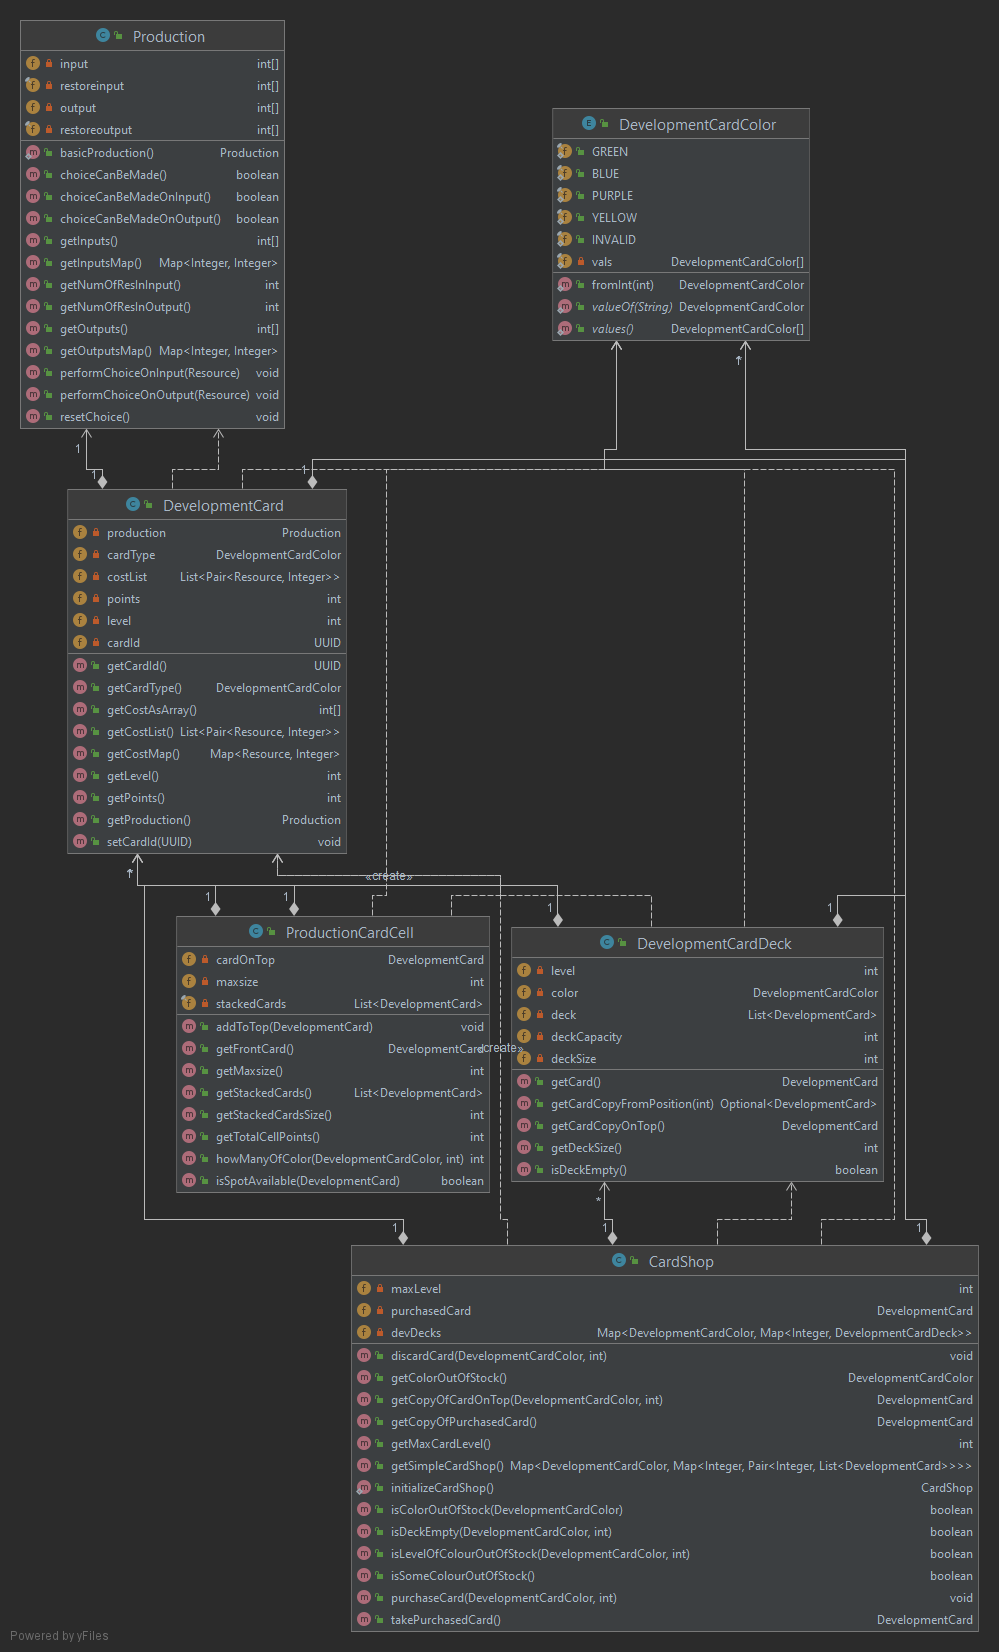 Production
input int[]
restoreinput int[]
output int[]
restoreoutput int[]
basicProduction() Production
choiceCanBeMade() boolean
choiceCanBeMadeOnInput() boolean
choiceCanBeMadeOnOutput() boolean
getInputs() int[]
getInputsMap() Map<Integer, Integer>
getNumOfResInInput() int
getNumOfResInOutput() int
getOutputs() int[]
getOutputsMap() Map<Integer, Integer>
performChoiceOnInput(Resource) void
performChoiceOnOutput(Resource) void
resetChoice() void
DevelopmentCardColor
GREEN
BLUE
PURPLE
YELLOW
INVALID
vals DevelopmentCardColor[]
fromInt(int) DevelopmentCardColor
valueOf(String) DevelopmentCardColor
values() DevelopmentCardColor[]
*
1
1
1
DevelopmentCard
production Production
cardType DevelopmentCardColor
costList List<Pair<Resource, Integer>>
points int
level int
cardId UUID
getCardId() UUID
getCardType() DevelopmentCardColor
getCostAsArray() int[]
getCostList() List<Pair<Resource, Integer>>
getCostMap() Map<Resource, Integer>
getLevel() int
getPoints() int
getProduction() Production
setCardId(UUID) void
*
«create»
1
1
1
1
ProductionCardCell
cardOnTop DevelopmentCard
maxsize int
stackedCards List<DevelopmentCard>
addToTop(DevelopmentCard) void
getFrontCard() DevelopmentCard
getMaxsize() int
getStackedCards() List<DevelopmentCard>
getStackedCardsSize() int
getTotalCellPoints() int
howManyOfColor(DevelopmentCardColor, int) int
isSpotAvailable(DevelopmentCard) boolean
«create»
DevelopmentCardDeck
level int
color DevelopmentCardColor
deck List<DevelopmentCard>
deckCapacity int
deckSize int
getCard() DevelopmentCard
getCardCopyFromPosition(int) Optional<DevelopmentCard>
getCardCopyOnTop() DevelopmentCard
getDeckSize() int
isDeckEmpty() boolean
*
1
1
1
CardShop
maxLevel int
purchasedCard DevelopmentCard
devDecks Map<DevelopmentCardColor, Map<Integer, DevelopmentCardDeck>>
discardCard(DevelopmentCardColor, int) void
getColorOutOfStock() DevelopmentCardColor
getCopyOfCardOnTop(DevelopmentCardColor, int) DevelopmentCard
getCopyOfPurchasedCard() DevelopmentCard
getMaxCardLevel() int
getSimpleCardShop() Map<DevelopmentCardColor, Map<Integer, Pair<Integer, List<DevelopmentCard>>>>
initializeCardShop() CardShop
isColorOutOfStock(DevelopmentCardColor) boolean
isDeckEmpty(DevelopmentCardColor, int) boolean
isLevelOfColourOutOfStock(DevelopmentCardColor, int) boolean
isSomeColourOutOfStock() boolean
purchaseCard(DevelopmentCardColor, int) void
takePurchasedCard() DevelopmentCard
Powered by yFiles